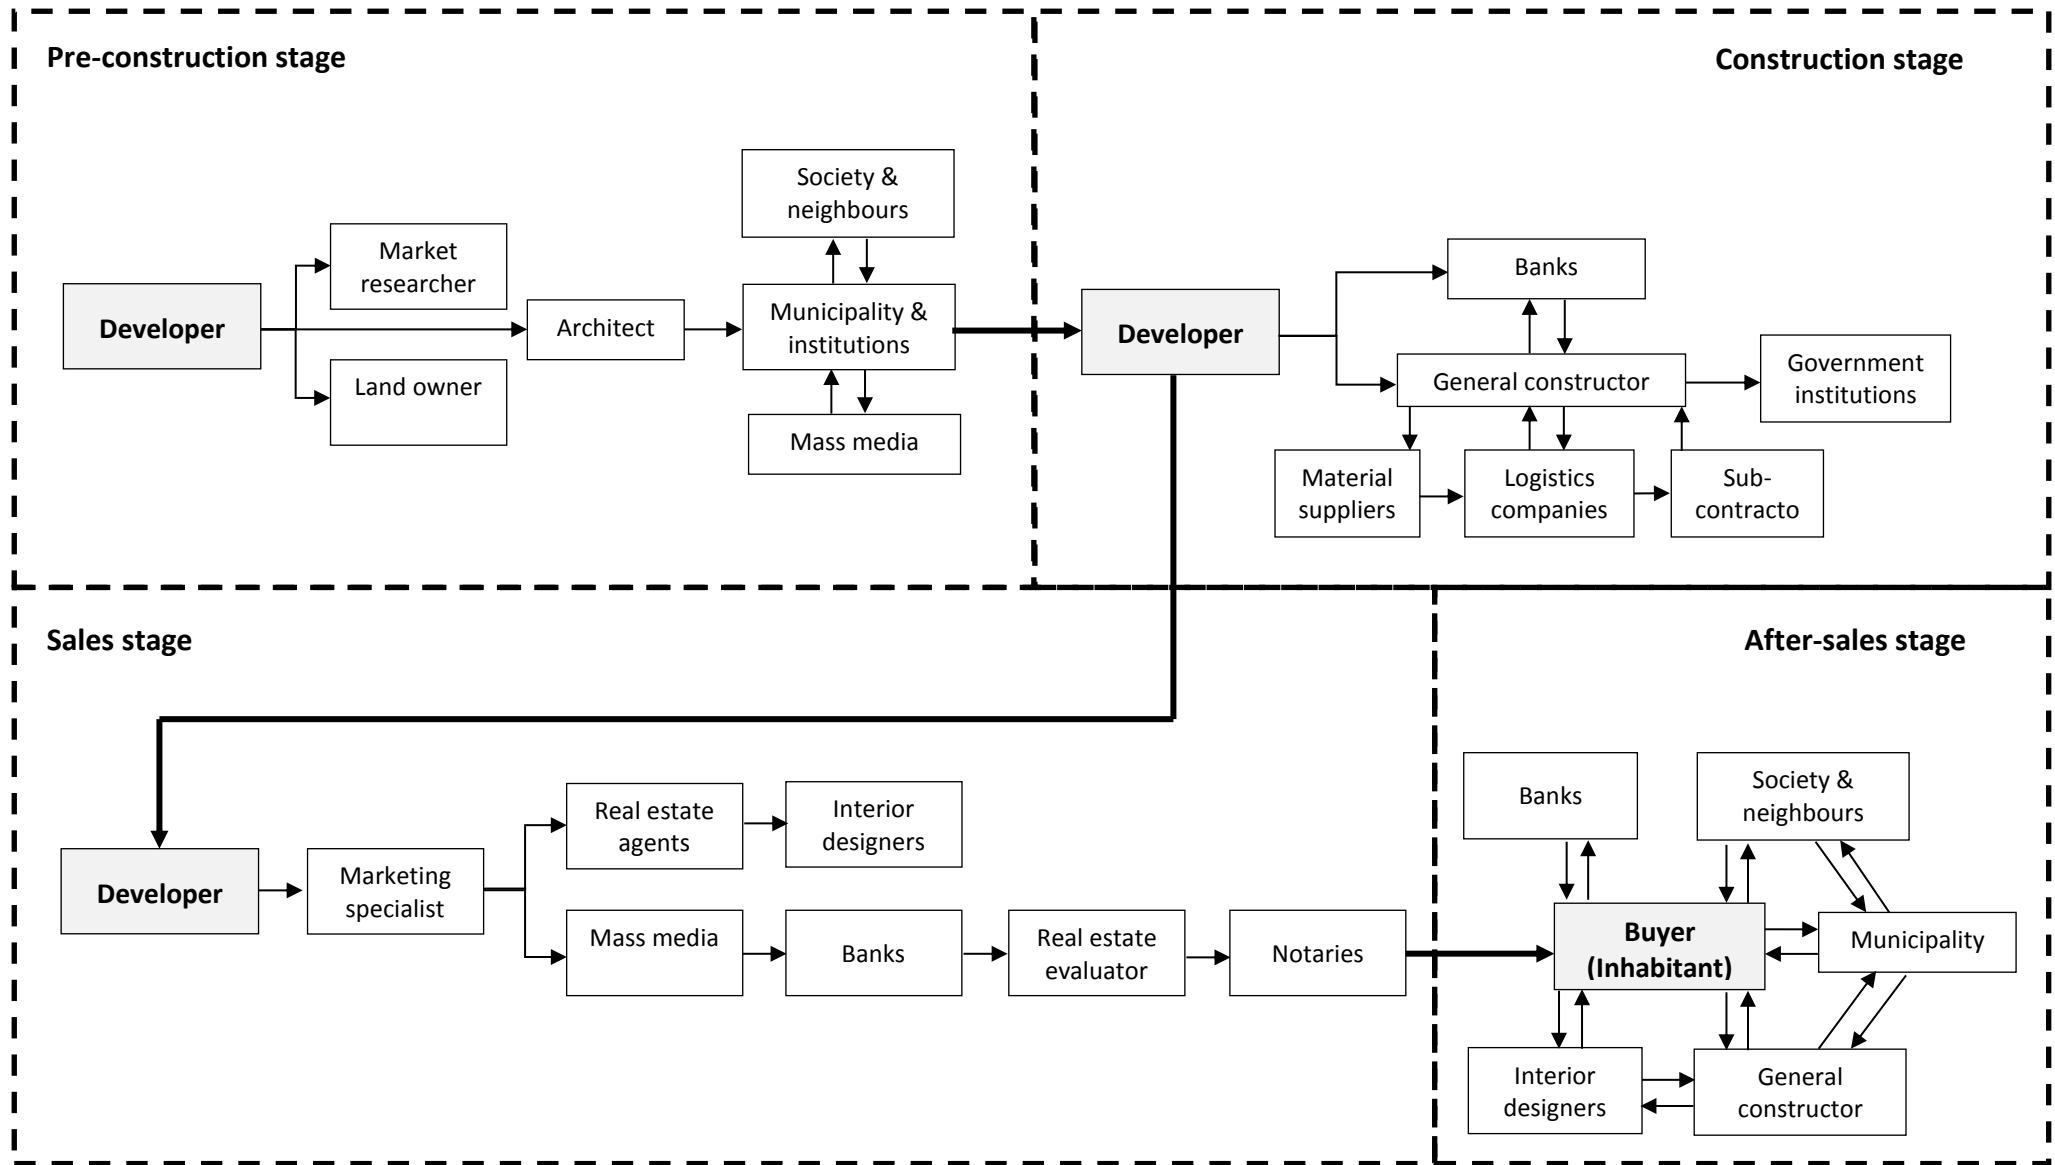 Pre-construction stage
Society &
neighbours
Market
researcher
Developer
Architect
Municipality &
institutions
Land owner
Mass media
Construction stage
Banks
Developer
General constructor
Government
institutions
Material
suppliers
Logistics
companies
Sub-
contracto
Sales stage
Real estate
agents
Interior
designers
Developer
Marketing
specialist
Mass media
Banks
Real estate
evaluator
Notaries
After-sales stage
Banks
Society &
neighbours
Buyer
(Inhabitant)
Municipality
Interior
designers
General
constructor